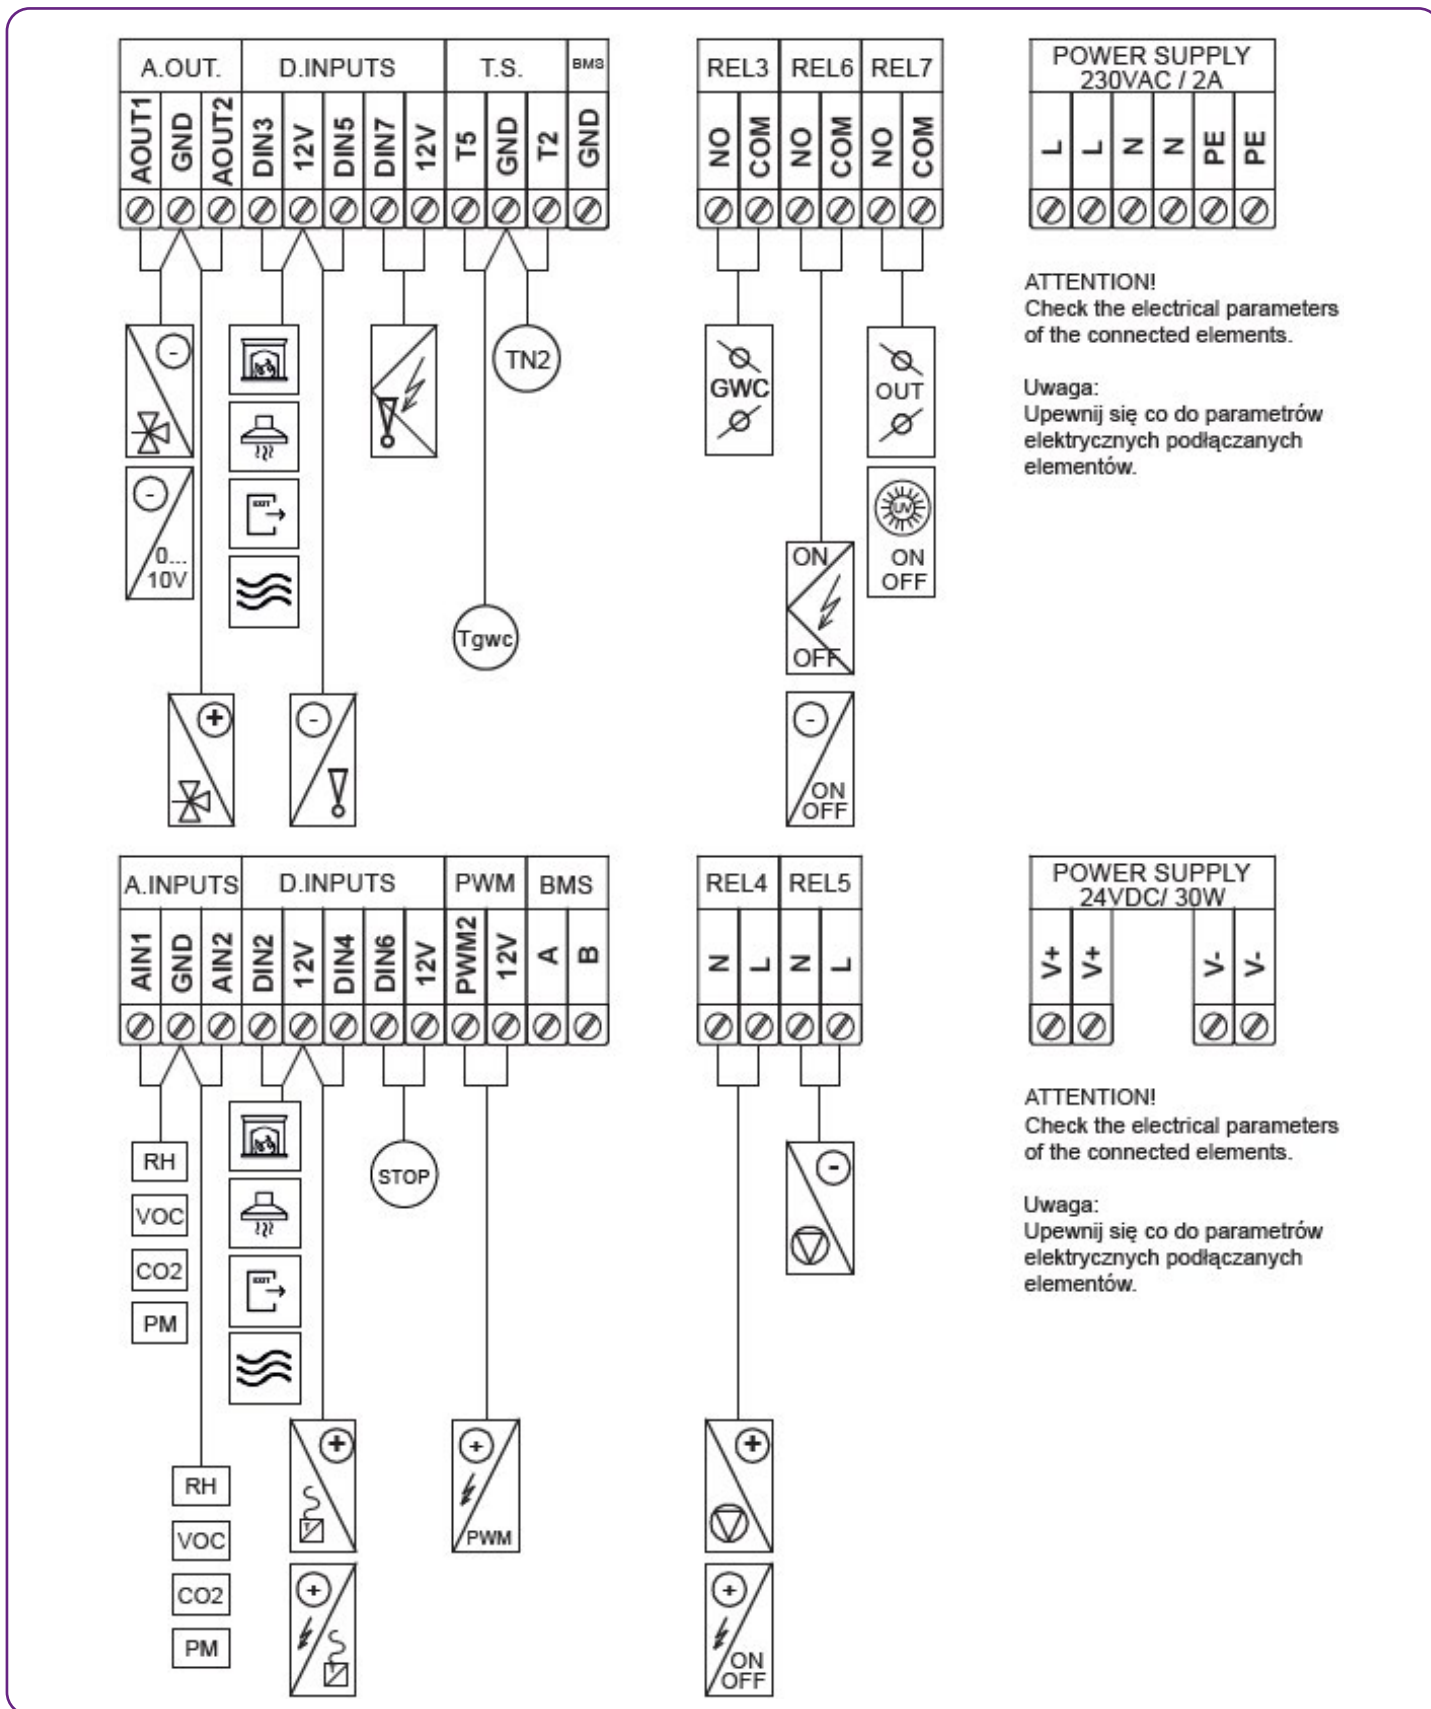 A.OUT. D.INPUTS T.S. BMS
AOUT1 GND AOUT2 DIN3 12V DIN5 DIN7 12V T5 GND T2 GND
REL3 REL6 REL7
NO COM NO COM NO COM
POWER SUPPLY
230VAC / 2A
L L N N PE PE
ATTENTION!
Check the electrical parameters
of the connected elements.
Uwaga:
Upewnij się co do parametrów
elektrycznych podłączanych
elementów.
-
-
0...
10V
+
EXIT
-
TN2
Tgwc
GWC
ON
OFF
-
ON
OFF
OUT
UV
ON
OFF
A.INPUTS D.INPUTS PWM BMS
AIN1 GND AIN2 DIN2 12V DIN4 DIN6 12V PWM2 12V A B
REL4 REL5
N L N L
POWER SUPPLY
24VDC/ 30W
V+ V+ V- V-
ATTENTION!
Check the electrical parameters
of the connected elements.
Uwaga:
Upewnij się co do parametrów
elektrycznych podłączanych
elementów.
RH
VOC
CO2
PM
RH
VOC
CO2
PM
EXIT
+
T
+
T
STOP
+
PWM
+
+
ON
OFF
-